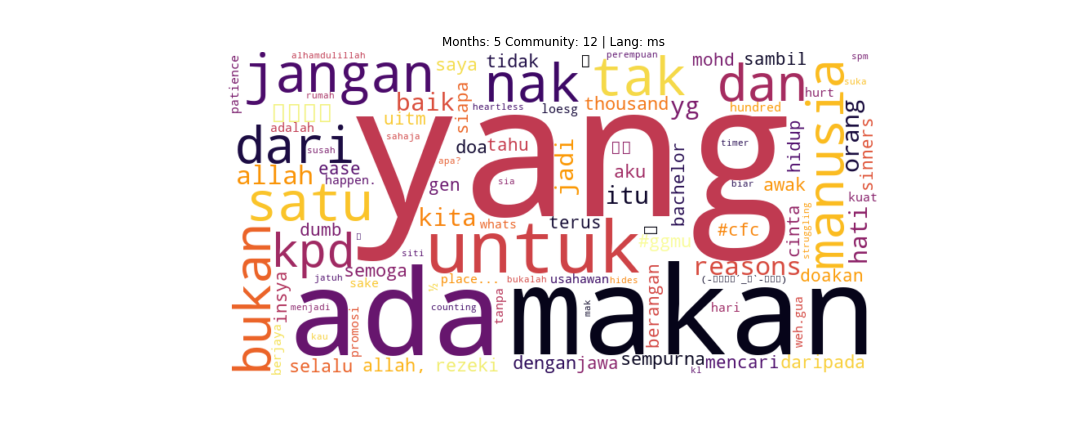 Months: 5 Community: 12 | Lang: ms
alhamdulillah
perempuan
spm
jangan
saya
tidak
nak
tak
mohd
sambil
dan
suka
patience
rumah
baik
siapa
heartless
loesg
thousand
yg
hundred
hurt
manusia
orang
uitm
adalah
dari
susah
sahaja
yang
doa
tahu
apa?
jadi
timer
hidup
sinners
allah
ease
happen.
gen
sia
aku
bachelor
biar
awak
kuat
satu
itu
cinta
struggling
hati
bukan
dumb
kita
whats
terus
#cfc
kpd
untuk
#ggmu
siti
insya
semoga
reasons
doakan
jatuh
sake
½
place...
bukalah
usahawan
hides
berangan
ada
makan
menjadi
promosi
counting
tanpa
mak
hari
weh.gua
berjaya
kau
selalu
allah,
rezeki
dengan
jawa
sempurna
kl
mencari
daripada